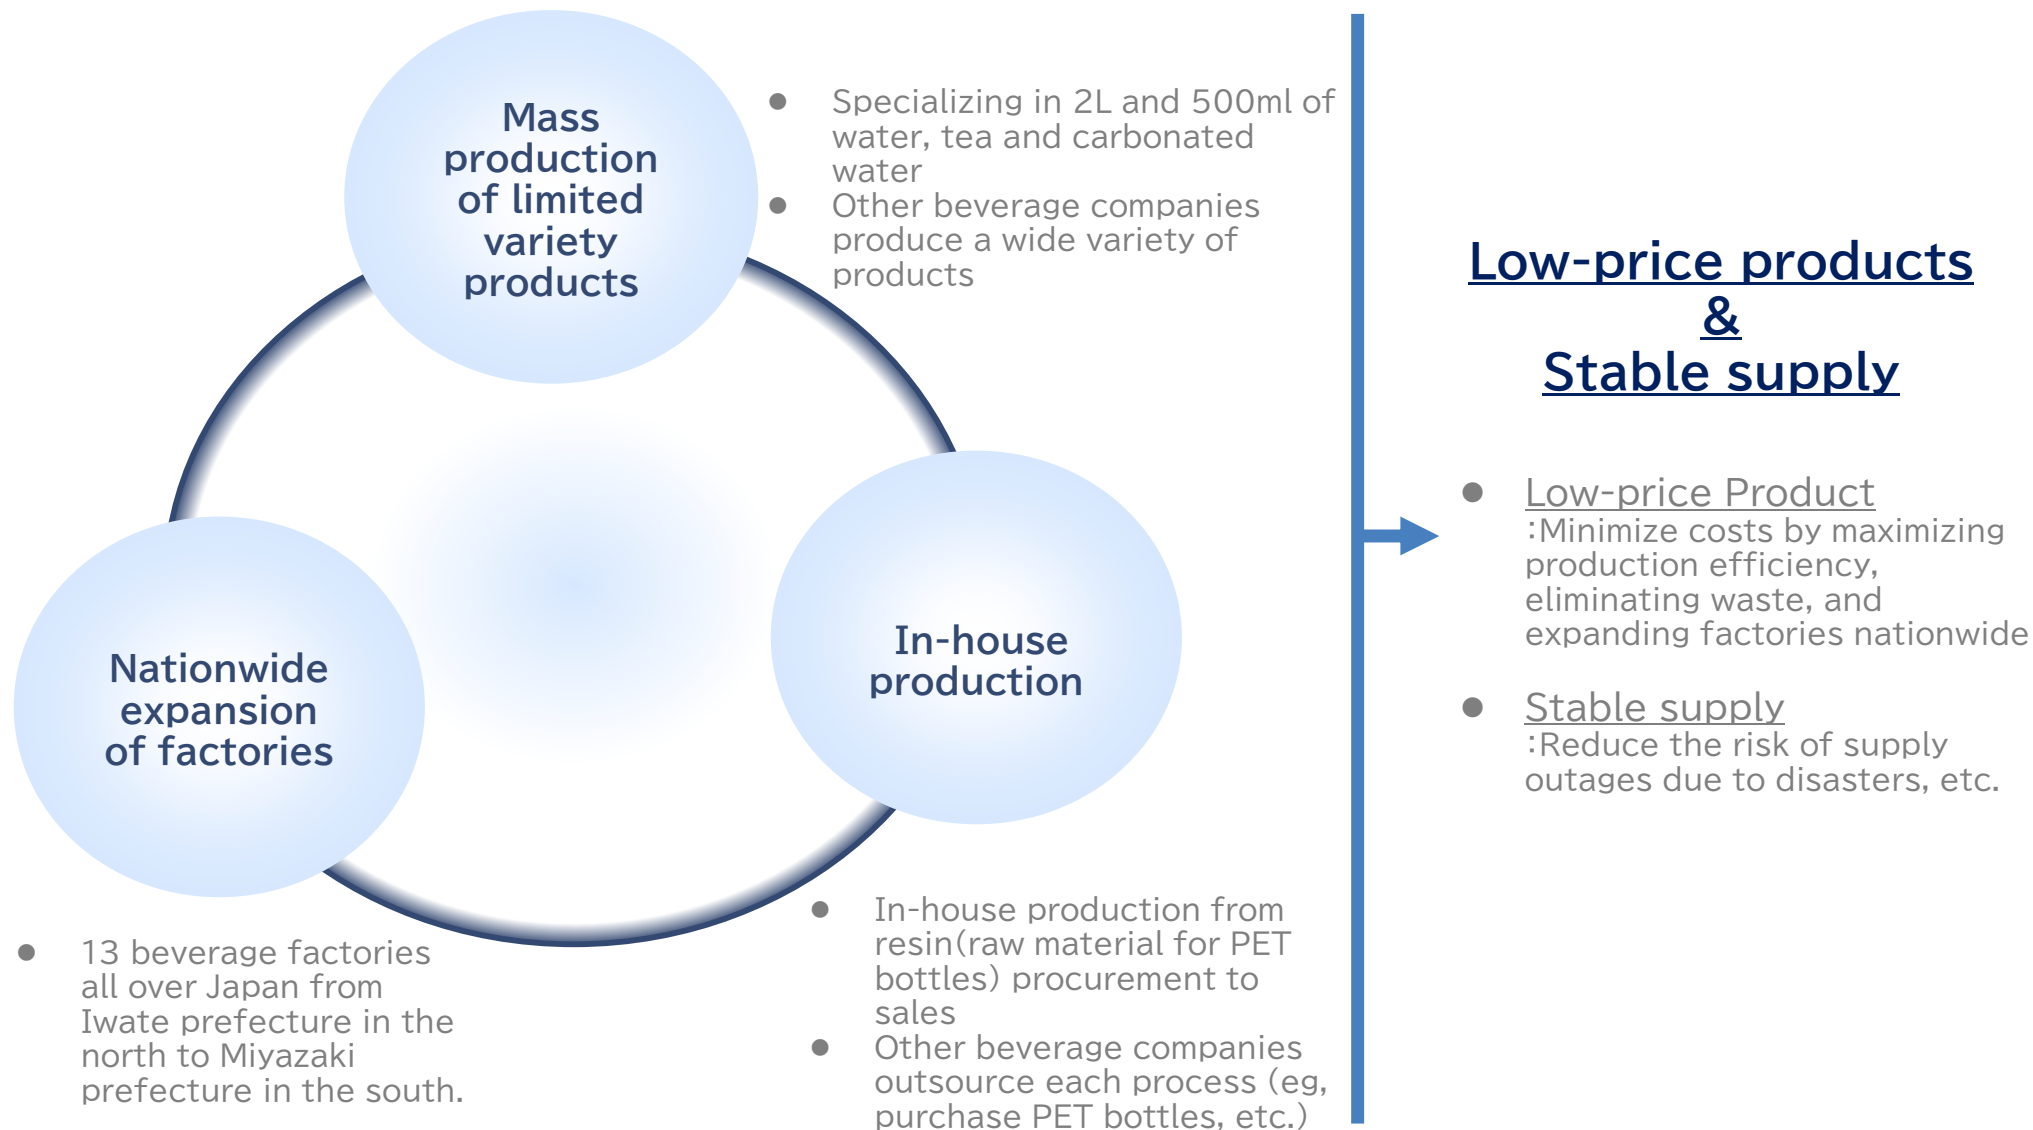 Mass
production
of limited
variety
products
● Specializing in 2L and 500ml of
water, tea and carbonated
water
● Other beverage companies
produce a wide variety of
products
In-house
production
● In-house production from
resin(raw material for PET
bottles) procurement to
sales
● Other beverage companies
outsource each process (eg,
purchase PET bottles, etc.)
Nationwide
expansion
of factories
● 13 beverage factories
all over Japan from
Iwate prefecture in the
north to Miyazaki
prefecture in the south.
Low-price products
&
Stable supply
● Low-price Product
:Minimize costs by maximizing
production efficiency,
eliminating waste, and
expanding factories nationwide
● Stable supply
:Reduce the risk of supply
outages due to disasters, etc.